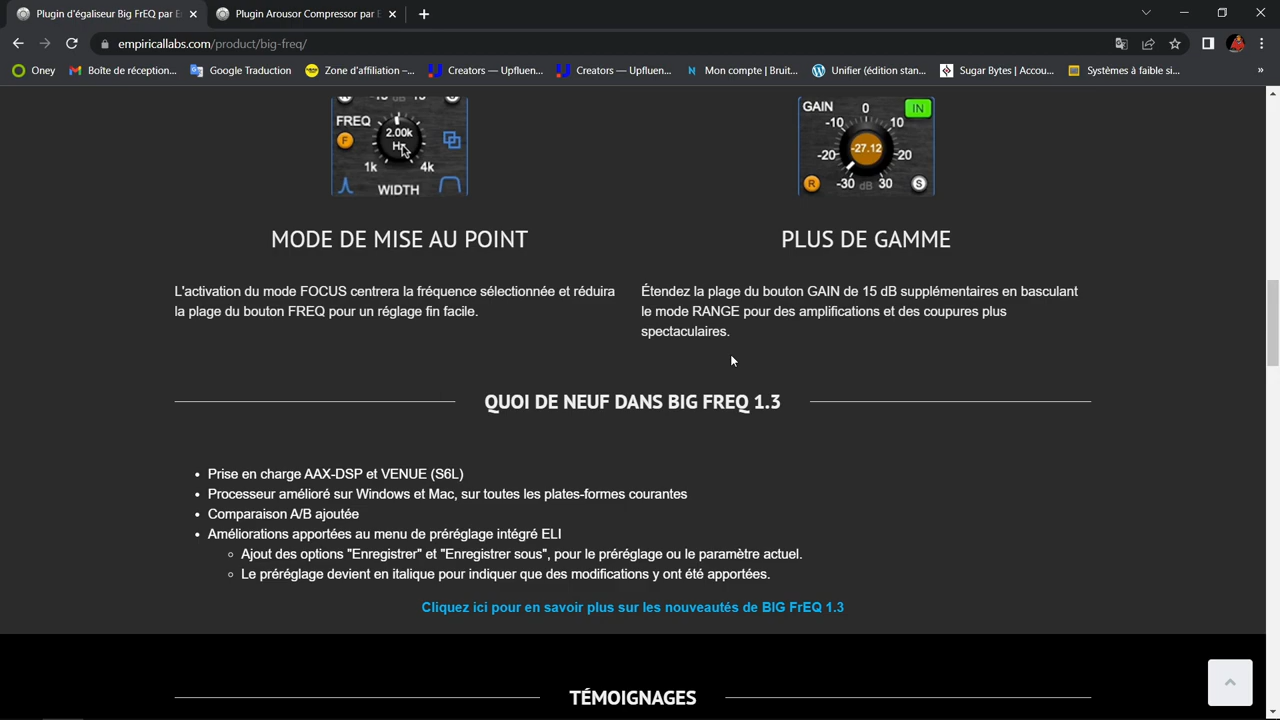 Plugin d'égaliseur Big FrEQ par E
Plugin Arousor Compressor par E
empiricallabs.com/product/big-freq/
Oney
Boîte de réception...
Google Traduction
Zone d'affiliation –...
Creators — Upfluen...
Creators — Upfluen...
Mon compte | Bruit...
Unifier (édition stan...
Sugar Bytes | Accou...
Systèmes à faible si...
FREQ
2.00k
Hz
F
1k
4k
WIDTH
GAIN
0
IN
-10
10
-27.12
-20
20
R
-30
dB
30
S
MODE DE MISE AU POINT
PLUS DE GAMME
L'activation du mode FOCUS centrera la fréquence sélectionnée et réduira
la plage du bouton FREQ pour un réglage fin facile.
Étendez la plage du bouton GAIN de 15 dB supplémentaires en basculant
le mode RANGE pour des amplifications et des coupures plus
spectaculaires.
QUOI DE NEUF DANS BIG FREQ 1.3
• Prise en charge AAX-DSP et VENUE (S6L)
• Processeur amélioré sur Windows et Mac, sur toutes les plates-formes courantes
• Comparaison A/B ajoutée
• Améliorations apportées au menu de préréglage intégré ELI
○ Ajout des options "Enregistrer" et "Enregistrer sous", pour le préréglage ou le paramètre actuel.
○ Le préréglage devient en italique pour indiquer que des modifications y ont été apportées.
Cliquez ici pour en savoir plus sur les nouveautés de BIG FrEQ 1.3
TÉMOIGNAGES